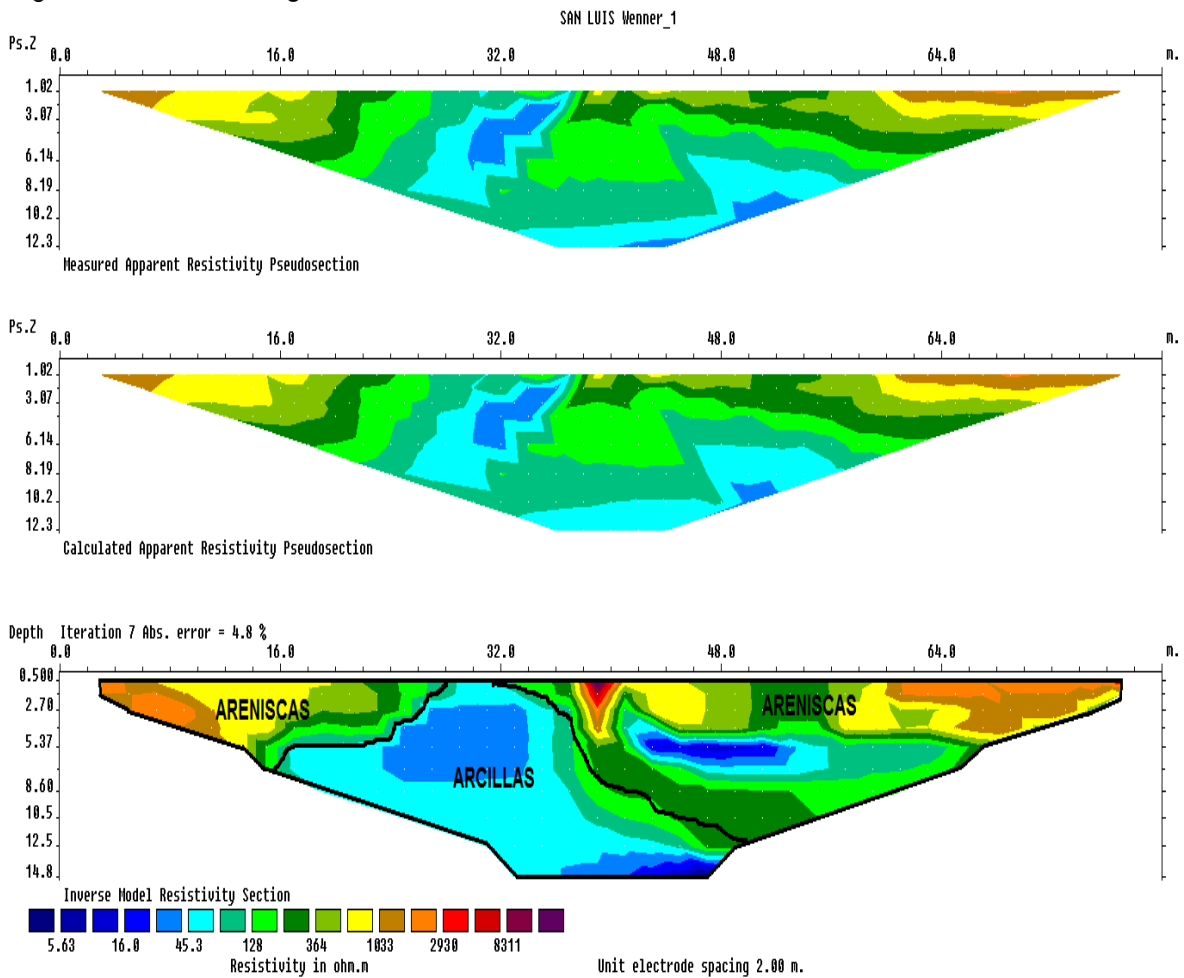 SAN LUIS Wenner_1
Ps.Z 0.0 16.0 32.0 48.0 64.0 m.
1.02
3.07
6.14
8.19
10.2
12.3
Measured Apparent Resistivity Pseudosection
Ps.Z 0.0 16.0 32.0 48.0 64.0 m.
1.02
3.07
6.14
8.19
10.2
12.3
Calculated Apparent Resistivity Pseudosection
Depth Iteration 7 Abs. error = 4.8 %
0.0 16.0 32.0 48.0 64.0 m.
0.500
2.70
ARENISCAS ARENISCAS
5.37
ARCILLAS
8.60
10.5
12.5
14.8
Inverse Model Resistivity Section
5.63 16.0 45.3 128 364 1033 2930 8311
Resistivity in ohm.m Unit electrode spacing 2.00 m.